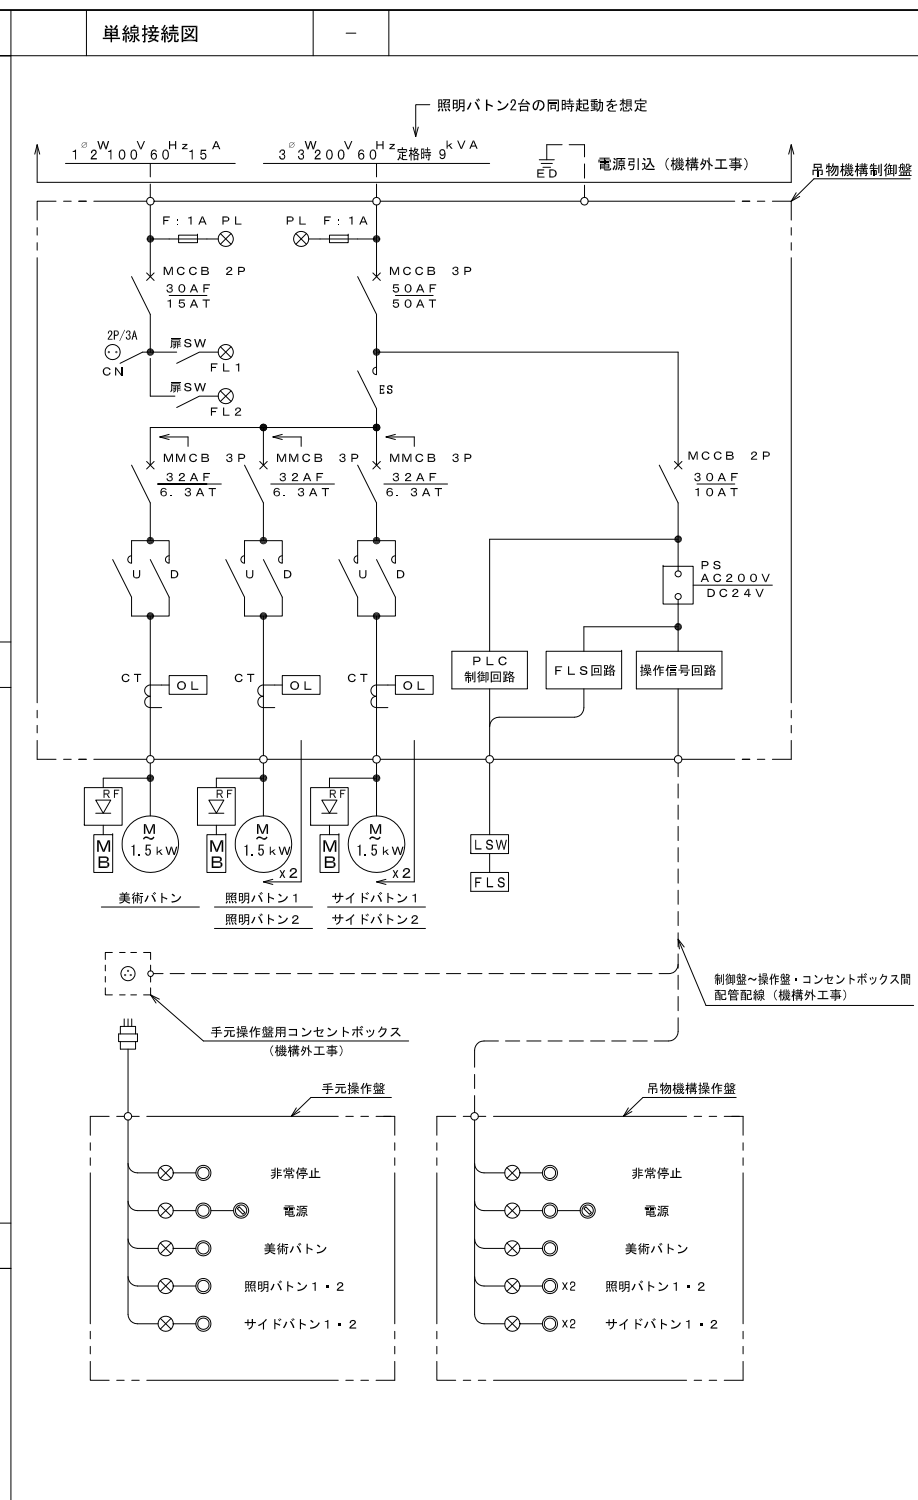 単線接続図
-
照明バトン2台の同時起動を想定
1øW 2 100V 60Hz 15A
3øW 3 200V 60Hz 定格時 9kVA
ED
電源引込（機構外工事）
吊物機構制御盤
F：1A PL
PL F：1A
MCCB 2P
30AF
15AT
MCCB 3P
50AF
50AT
2P/3A
CN
扉SW
FL1
扉SW
FL2
ES
MMCB 3P
32AF
6.3AT
MMCB 3P
32AF
6.3AT
MMCB 3P
32AF
6.3AT
MCCB 2P
30AF
10AT
U D
U D
U D
PS
AC200V
DC24V
PLC
制御回路
FLS回路
操作信号回路
CT OL
CT OL
CT OL
RF
MB
M
～
1.5kW
RF
MB
M
～
1.5kW
x2
RF
MB
M
～
1.5kW
x2
LSW
FLS
美術バトン
照明バトン1
照明バトン2
サイドバトン1
サイドバトン2
制御盤～操作盤・コンセントボックス間
配管配線（機構外工事）
手元操作盤用コンセントボックス
（機構外工事）
手元操作盤
非常停止
電源
美術バトン
照明バトン1・2
サイドバトン1・2
吊物機構操作盤
非常停止
電源
美術バトン
x2 照明バトン1・2
x2 サイドバトン1・2